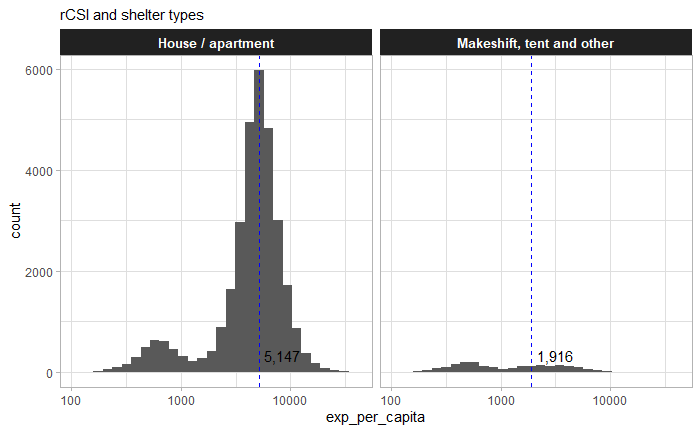 rCSI and shelter types
House / apartment
Makeshift, tent and other
6000
4000
2000
0
count
5,147
1,916
100
1000
10000
100
1000
10000
exp_per_capita